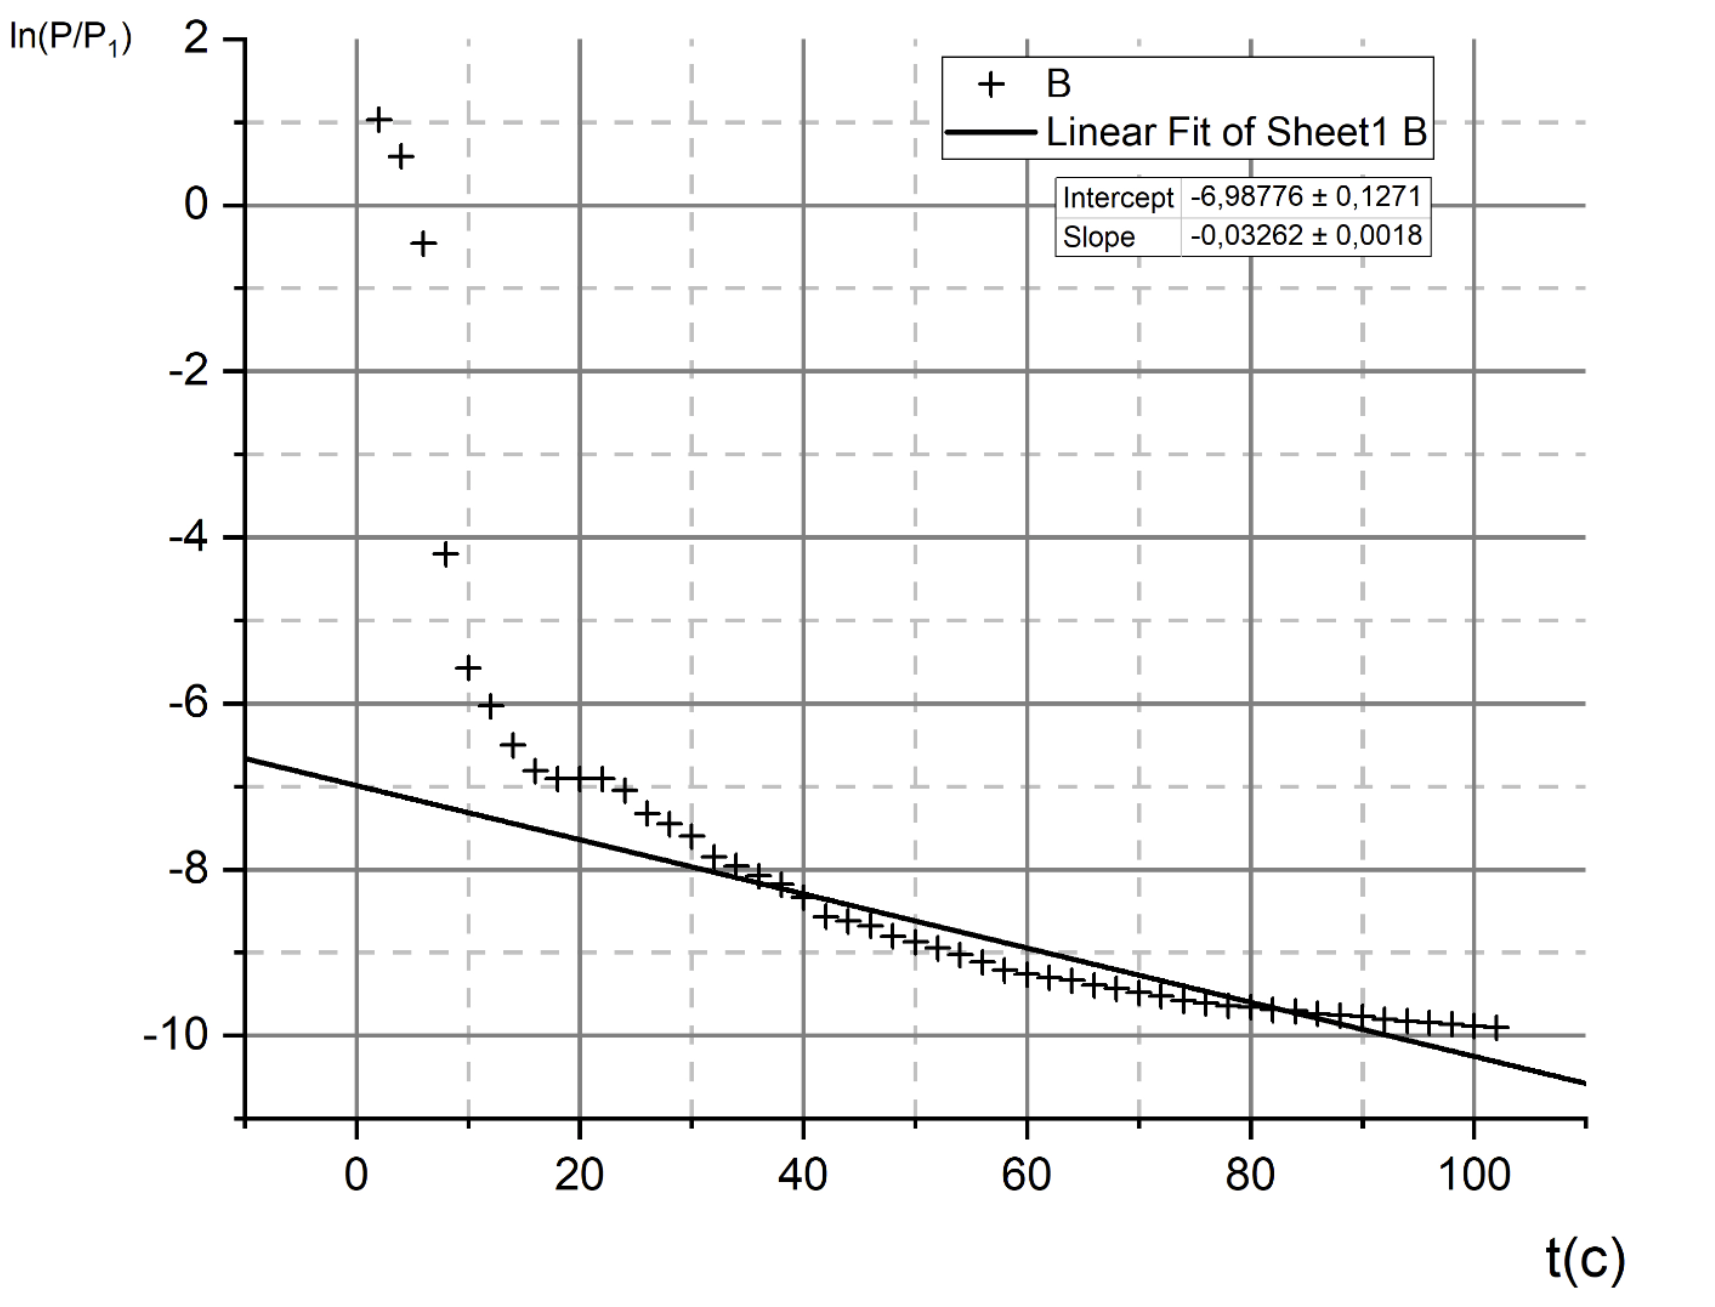 ln(P/P₁)
2
0
-2
-4
-6
-8
-10
B
Linear Fit of Sheet1 B
Intercept -6,98776 ± 0,1271
Slope -0,03262 ± 0,0018
0 20 40 60 80 100
t(c)